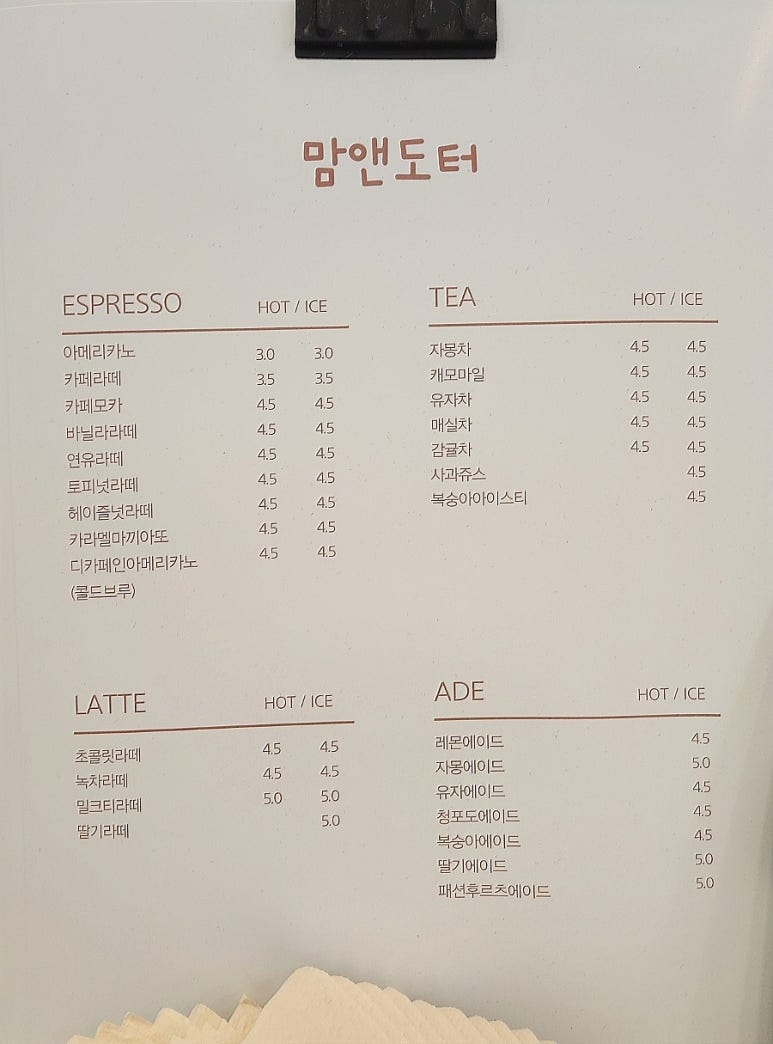 맘앤도터
ESPRESSO HOT / ICE
아메리카노 3.0 3.0
카페라떼 3.5 3.5
카페모카 4.5 4.5
바닐라라떼 4.5 4.5
연유라떼 4.5 4.5
토피넛라떼 4.5 4.5
헤이즐넛라떼 4.5 4.5
카라멜마끼아또 4.5 4.5
디카페인아메리카노 4.5 4.5
(콜드브루)
TEA HOT / ICE
자몽차 4.5 4.5
캐모마일 4.5 4.5
유자차 4.5 4.5
매실차 4.5 4.5
감귤차 4.5 4.5
사과쥬스 4.5
복숭아아이스티 4.5
LATTE HOT / ICE
초콜릿라떼 4.5 4.5
녹차라떼 4.5 4.5
밀크티라떼 5.0 5.0
딸기라떼 5.0
ADE HOT / ICE
레몬에이드 4.5
자몽에이드 5.0
유자에이드 4.5
청포도에이드 4.5
복숭아에이드 4.5
딸기에이드 5.0
패션후르츠에이드 5.0